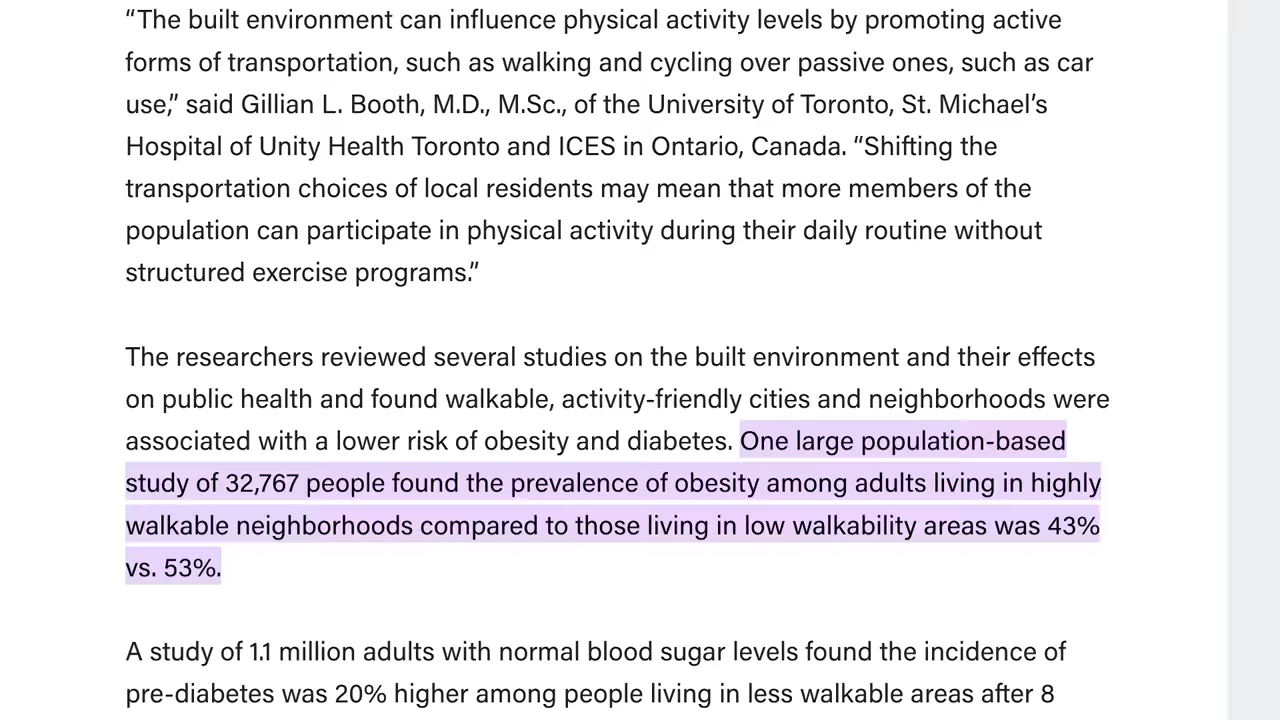 “The built environment can influence physical activity levels by promoting active
forms of transportation, such as walking and cycling over passive ones, such as car
use,” said Gillian L. Booth, M.D., M.Sc., of the University of Toronto, St. Michael’s
Hospital of Unity Health Toronto and ICES in Ontario, Canada. “Shifting the
transportation choices of local residents may mean that more members of the
population can participate in physical activity during their daily routine without
structured exercise programs.”
The researchers reviewed several studies on the built environment and their effects
on public health and found walkable, activity-friendly cities and neighborhoods were
associated with a lower risk of obesity and diabetes. One large population-based
study of 32,767 people found the prevalence of obesity among adults living in highly
walkable neighborhoods compared to those living in low walkability areas was 43%
vs. 53%.
A study of 1.1 million adults with normal blood sugar levels found the incidence of
pre-diabetes was 20% higher among people living in less walkable areas after 8